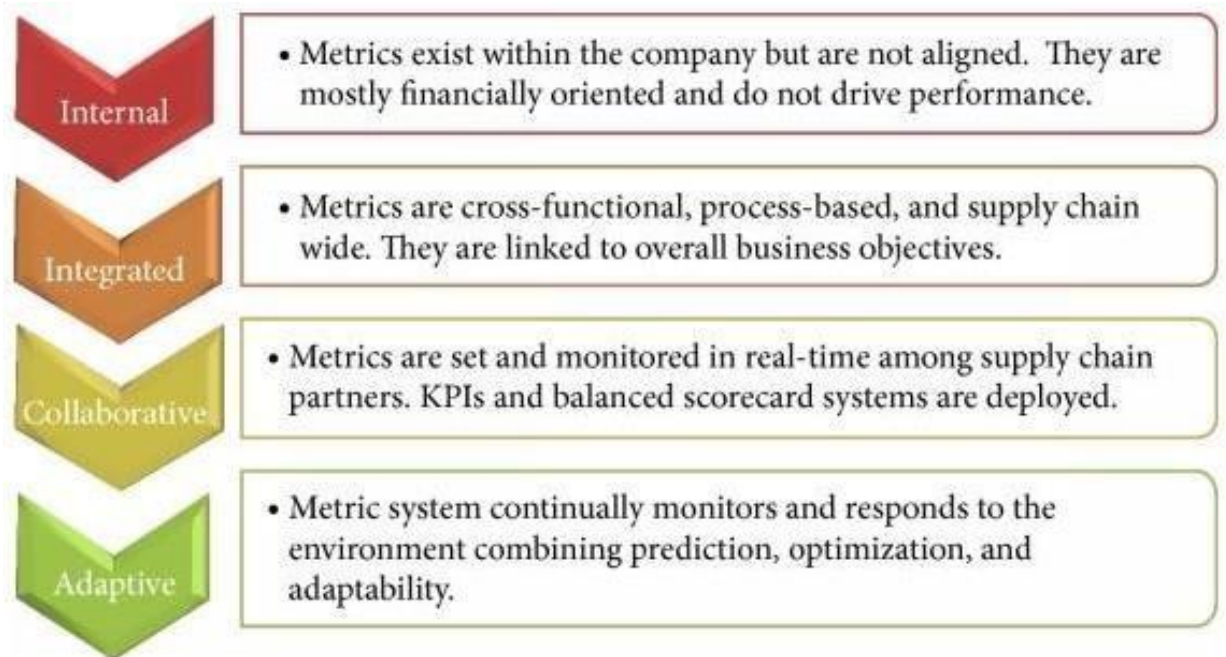 Internal
• Metrics exist within the company but are not aligned. They are
mostly financially oriented and do not drive performance.
Integrated
• Metrics are cross-functional, process-based, and supply chain
wide. They are linked to overall business objectives.
Collaborative
• Metrics are set and monitored in real-time among supply chain
partners. KPIs and balanced scorecard systems are deployed.
Adaptive
• Metric system continually monitors and responds to the
environment combining prediction, optimization, and
adaptability.